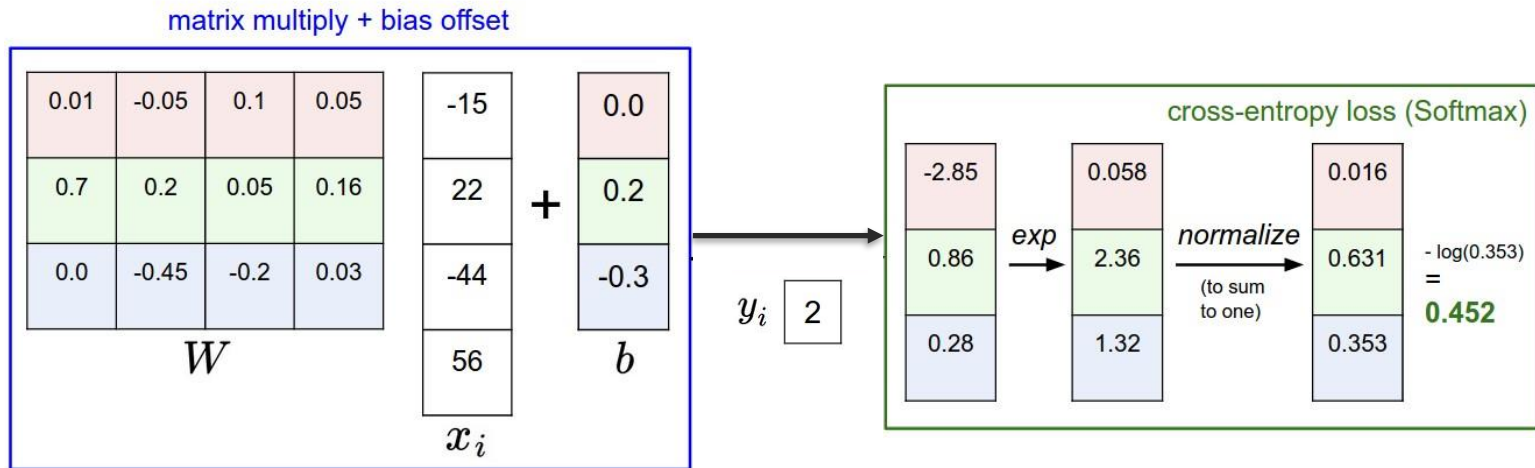 matrix multiply + bias offset
0.01 -0.05 0.1 0.05
0.7 0.2 0.05 0.16
0.0 -0.45 -0.2 0.03
W
-15
22
-44
56
x_i
+
0.0
0.2
-0.3
b
y_i 2
cross-entropy loss (Softmax)
-2.85
0.86
0.28
exp
0.058
2.36
1.32
normalize
(to sum
to one)
0.016
0.631
0.353
- log(0.353)
=
0.452